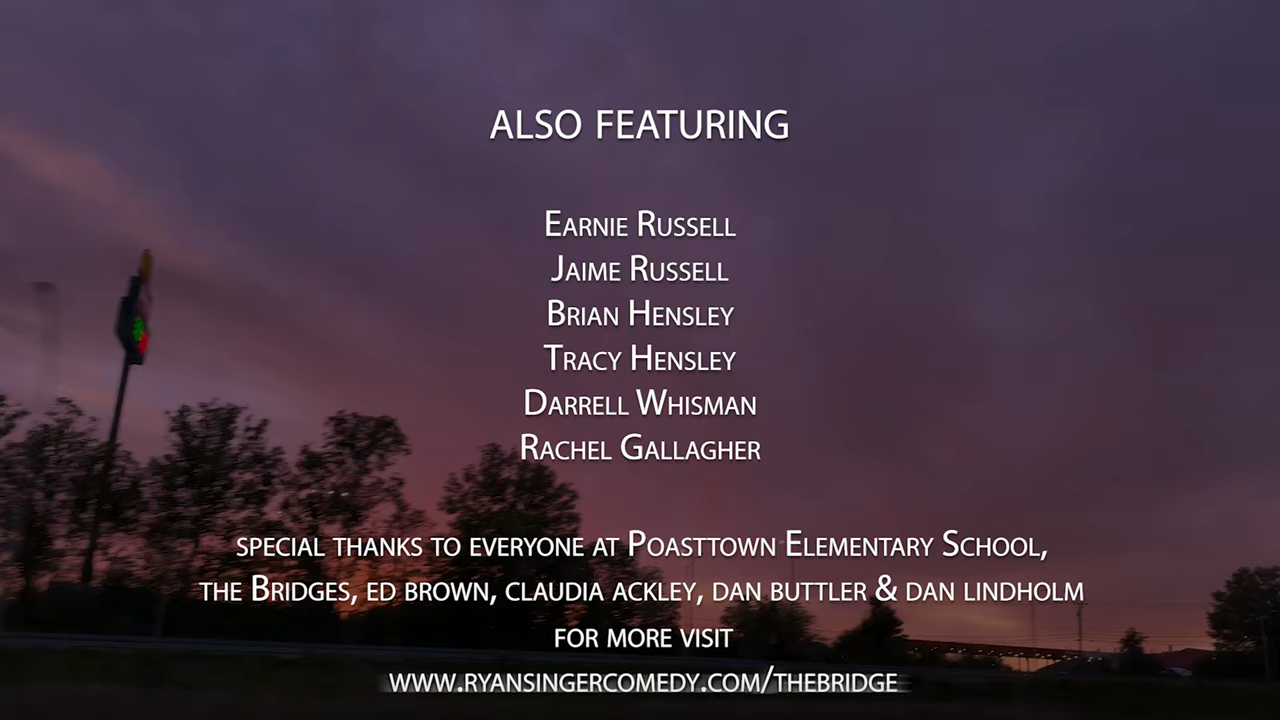 ALSO FEATURING
EARNIE RUSSELL
JAIME RUSSELL
BRIAN HENSLEY
TRACY HENSLEY
DARRELL WHISMAN
RACHEL GALLAGHER
SPECIAL THANKS TO EVERYONE AT POASTTOWN ELEMENTARY SCHOOL,
THE BRIDGES, ED BROWN, CLAUDIA ACKLEY, DAN BUTTLER & DAN LINDHOLM
FOR MORE VISIT
WWW.RYANSINGERCOMEDY.COM/THEBRIDGE